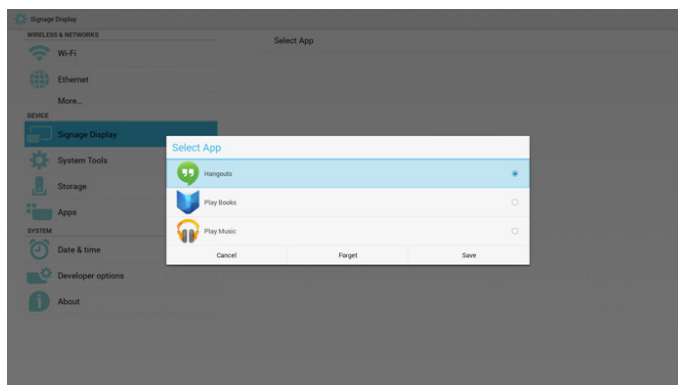 Signage Display
WIRELESS & NETWORKS
Select App
Wi-Fi
Ethernet
More...
DEVICE
Signage Display
System Tools
Storage
Apps
SYSTEM
Date & time
Developer options
About
Select App
Hangouts
Play Books
Play Music
Cancel Forget Save